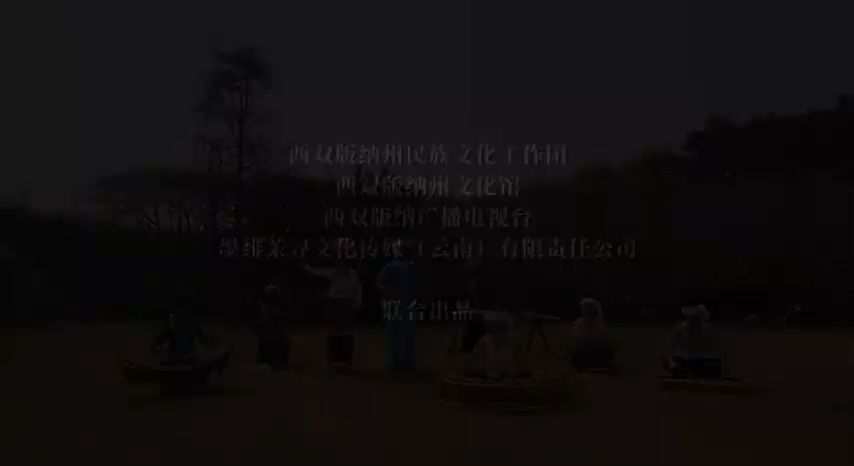 西双版纳州民族文化工作团
西双版纳州文化馆
西双版纳广播电视台
文化传媒（云南）有限责任公司
联合出品